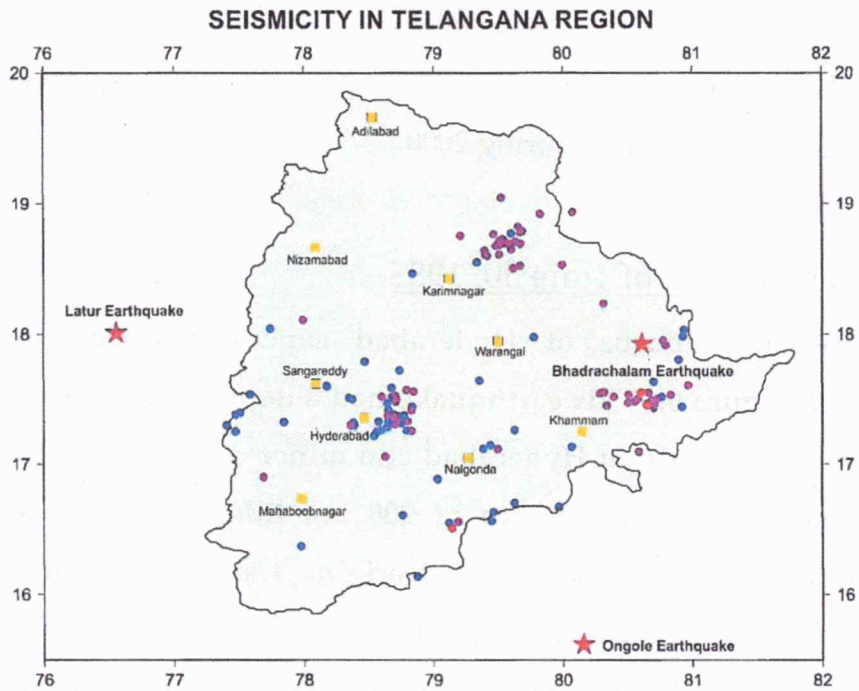 SEISMICITY IN TELANGANA REGION
76 77 78 79 80 81 82
20 20
Adilabad
19 19
Nizamabad
Karimnagar
Latur Earthquake
18 18
Warangal
Sangareddy
Bhadrachalam Earthquake
Hyderabad
Khammam
17 17
Nalgonda
Mahaboobnagar
16 16
Ongole Earthquake
76 77 78 79 80 81 82